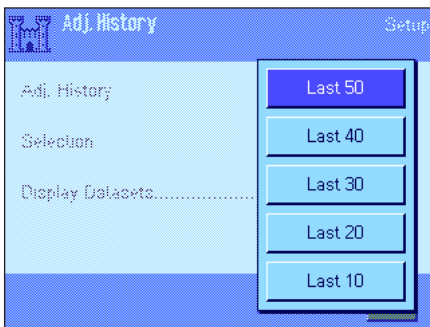 Adj. History
Setup
Adj. History
Selection
Display Datasets..................
Last 50
Last 40
Last 30
Last 20
Last 10